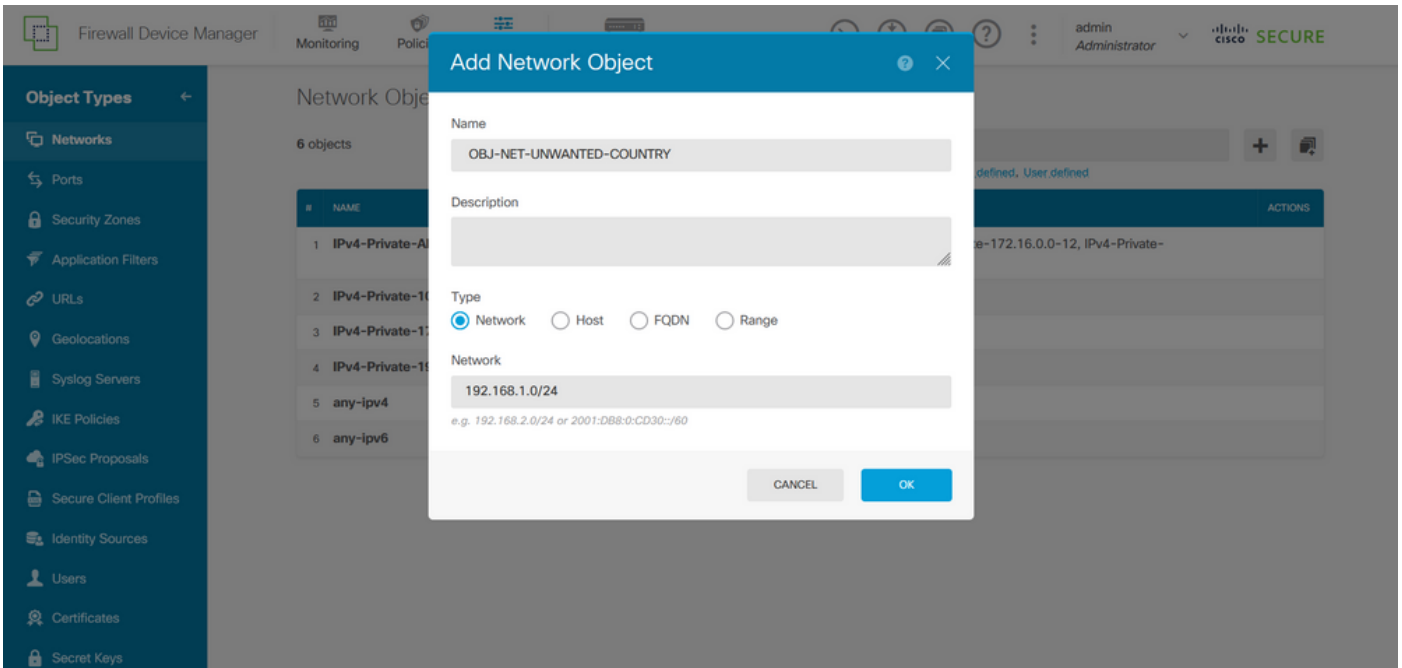 Firewall Device Manager
Monitoring
Polici
admin
Administrator
cisco SECURE
Object Types
Networks
Ports
Security Zones
Application Filters
URLs
Geolocations
Syslog Servers
IKE Policies
IPSec Proposals
Secure Client Profiles
Identity Sources
Users
Certificates
Secret Keys
Network Obje
6 objects
defined, User defined
# NAME ACTIONS
1 IPv4-Private-Al e-172.16.0.0-12, IPv4-Private-
2 IPv4-Private-10
3 IPv4-Private-17
4 IPv4-Private-19
5 any-ipv4
6 any-ipv6
Add Network Object
Name
OBJ-NET-UNWANTED-COUNTRY
Description
Type
Network Host FQDN Range
Network
192.168.1.0/24
e.g. 192.168.2.0/24 or 2001:DB8:0:CD30::/60
CANCEL OK